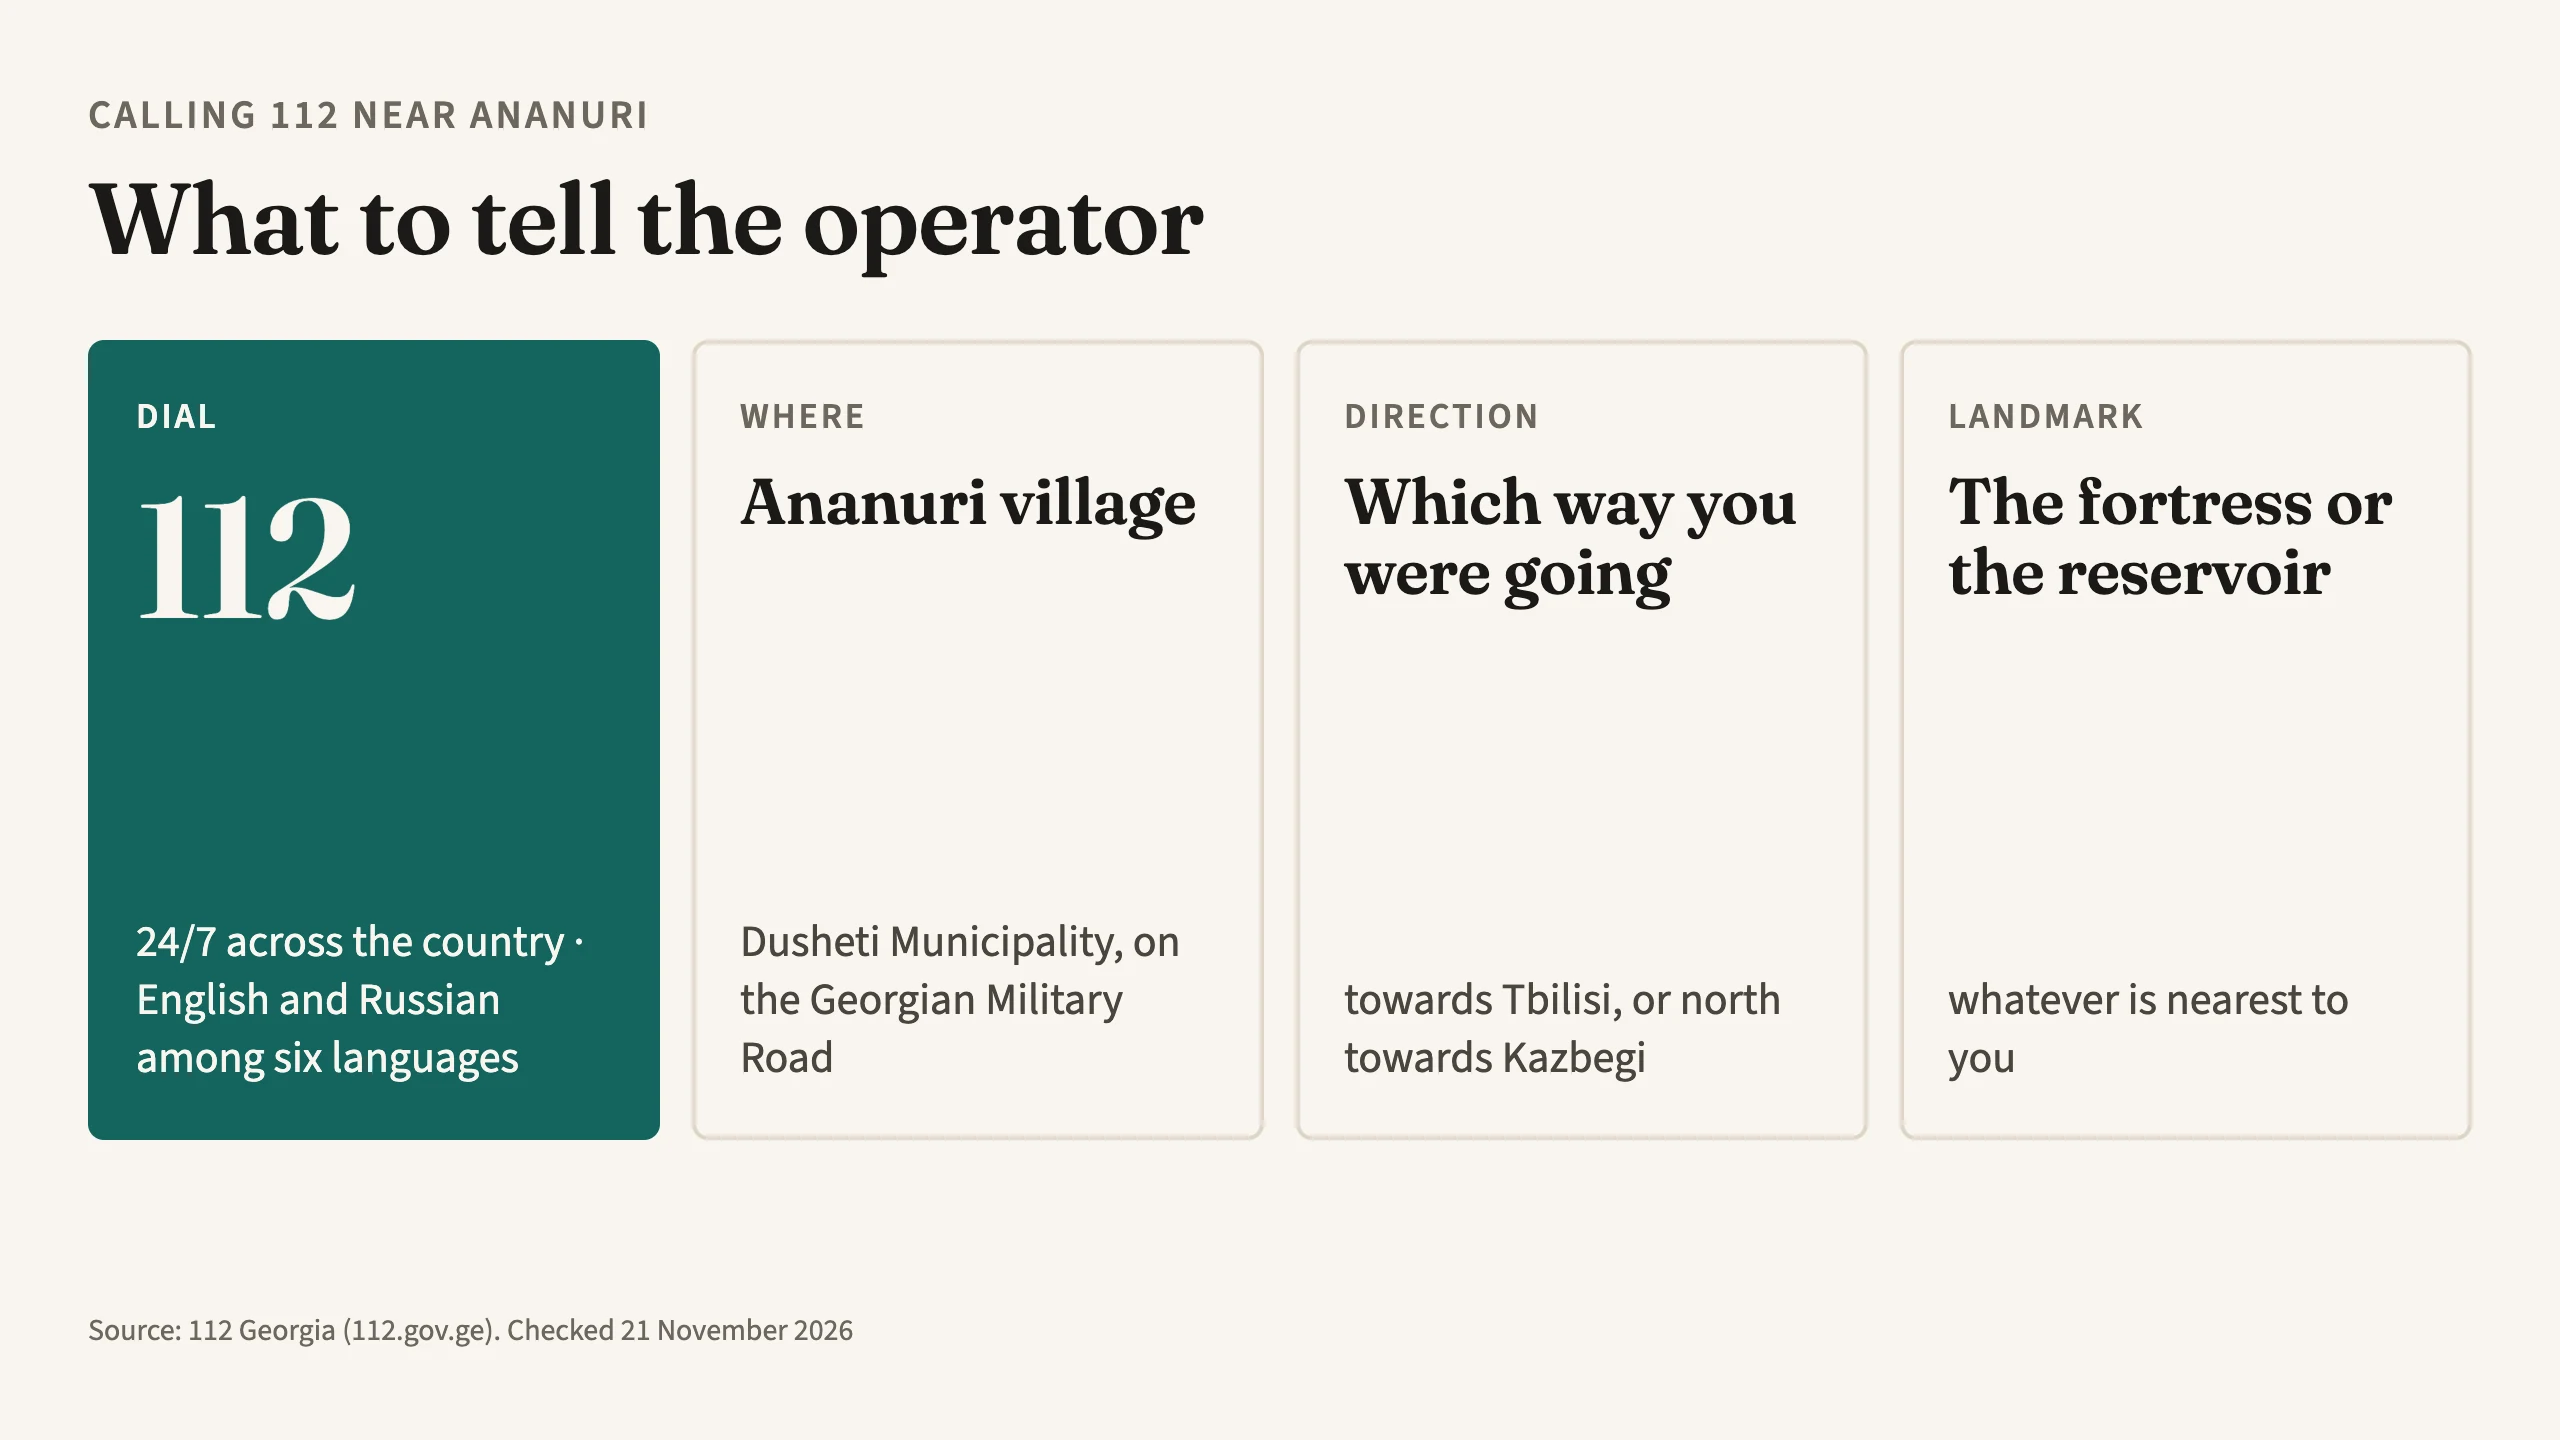 CALLING 112 NEAR ANANURI
What to tell the operator
DIAL
112
24/7 across the country ·
English and Russian
among six languages
WHERE
Ananuri village
Dusheti Municipality, on
the Georgian Military
Road
DIRECTION
Which way you
were going
towards Tbilisi, or north
towards Kazbegi
LANDMARK
The fortress or
the reservoir
whatever is nearest to
you
Source: 112 Georgia (112.gov.ge). Checked 21 November 2026